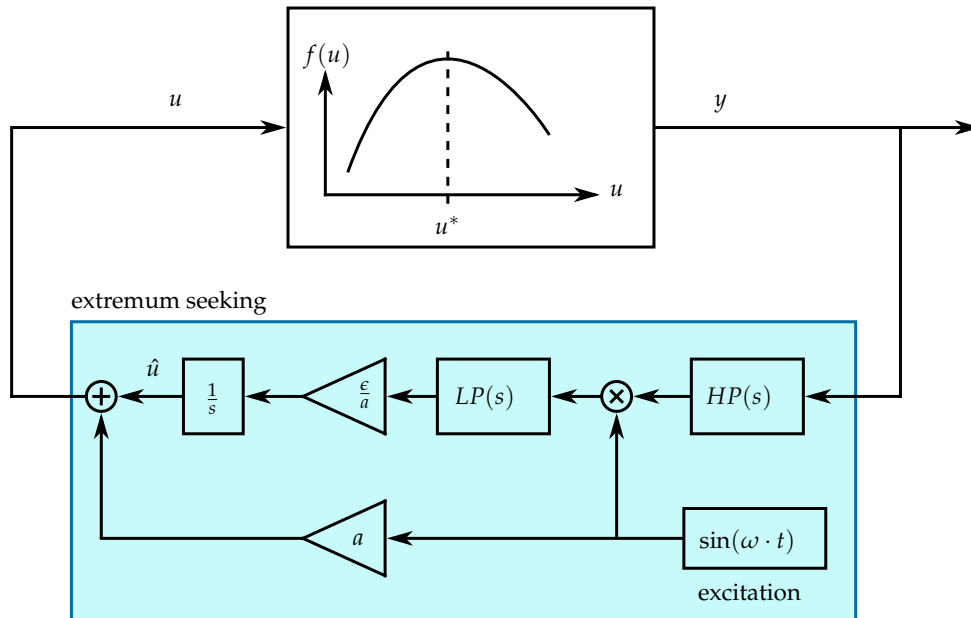 f(u)
u
y
u
u*
extremum seeking
û
1/s
ϵ/a
LP(s)
×
HP(s)
+
a
sin(ω · t)
excitation